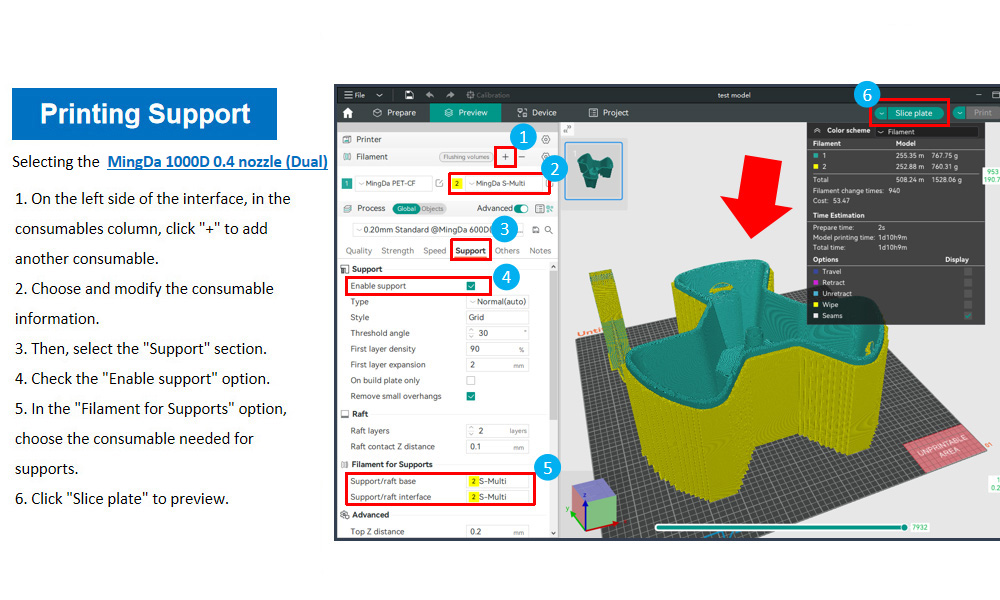 Printing Support
Selecting the MingDa 1000D 0.4 nozzle (Dual)
1. On the left side of the interface, in the
consumables column, click "+" to add
another consumable.
2. Choose and modify the consumable
information.
3. Then, select the "Support" section.
4. Check the "Enable support" option.
5. In the "Filament for Supports" option,
choose the consumable needed for
supports.
6. Click "Slice plate" to preview.
File
Calibration
test model
Prepare
Preview
Device
Project
6
Slice plate
Print
1
Printer
Filament
Flushing volumes
+
−
2
1 MingDa PET-CF
2 MingDa S-Multi
Process
Global
Objects
Advanced
3
0.20mm Standard @MingDa 600D
Quality
Strength
Speed
Support
Others
Notes
Support
4
Enable support
Type Normal(auto)
Style Grid
Threshold angle 30 °
First layer density 90 %
First layer expansion 2 mm
On build plate only
Remove small overhangs
Raft
Raft layers 2 layers
Raft contact Z distance 0.1 mm
Filament for Supports
5
Support/raft base 2 S-Multi
Support/raft interface 2 S-Multi
Advanced
Top Z distance 0.2 mm
Color scheme Filament
Filament Model
1 255.35 m 767.75 g
2 252.88 m 760.31 g
Total 508.24 m 1528.06 g
Filament change times: 940
Cost: 53.47
Time Estimation
Prepare time: 2s
Model printing time: 1d10h9m
Total time: 1d10h9m
Options Display
Travel
Retract
Unretract
Wipe
Seams
953
190.7
Unti
UNPRINTABLE
AREA
01
1
0.2
z
y
7932